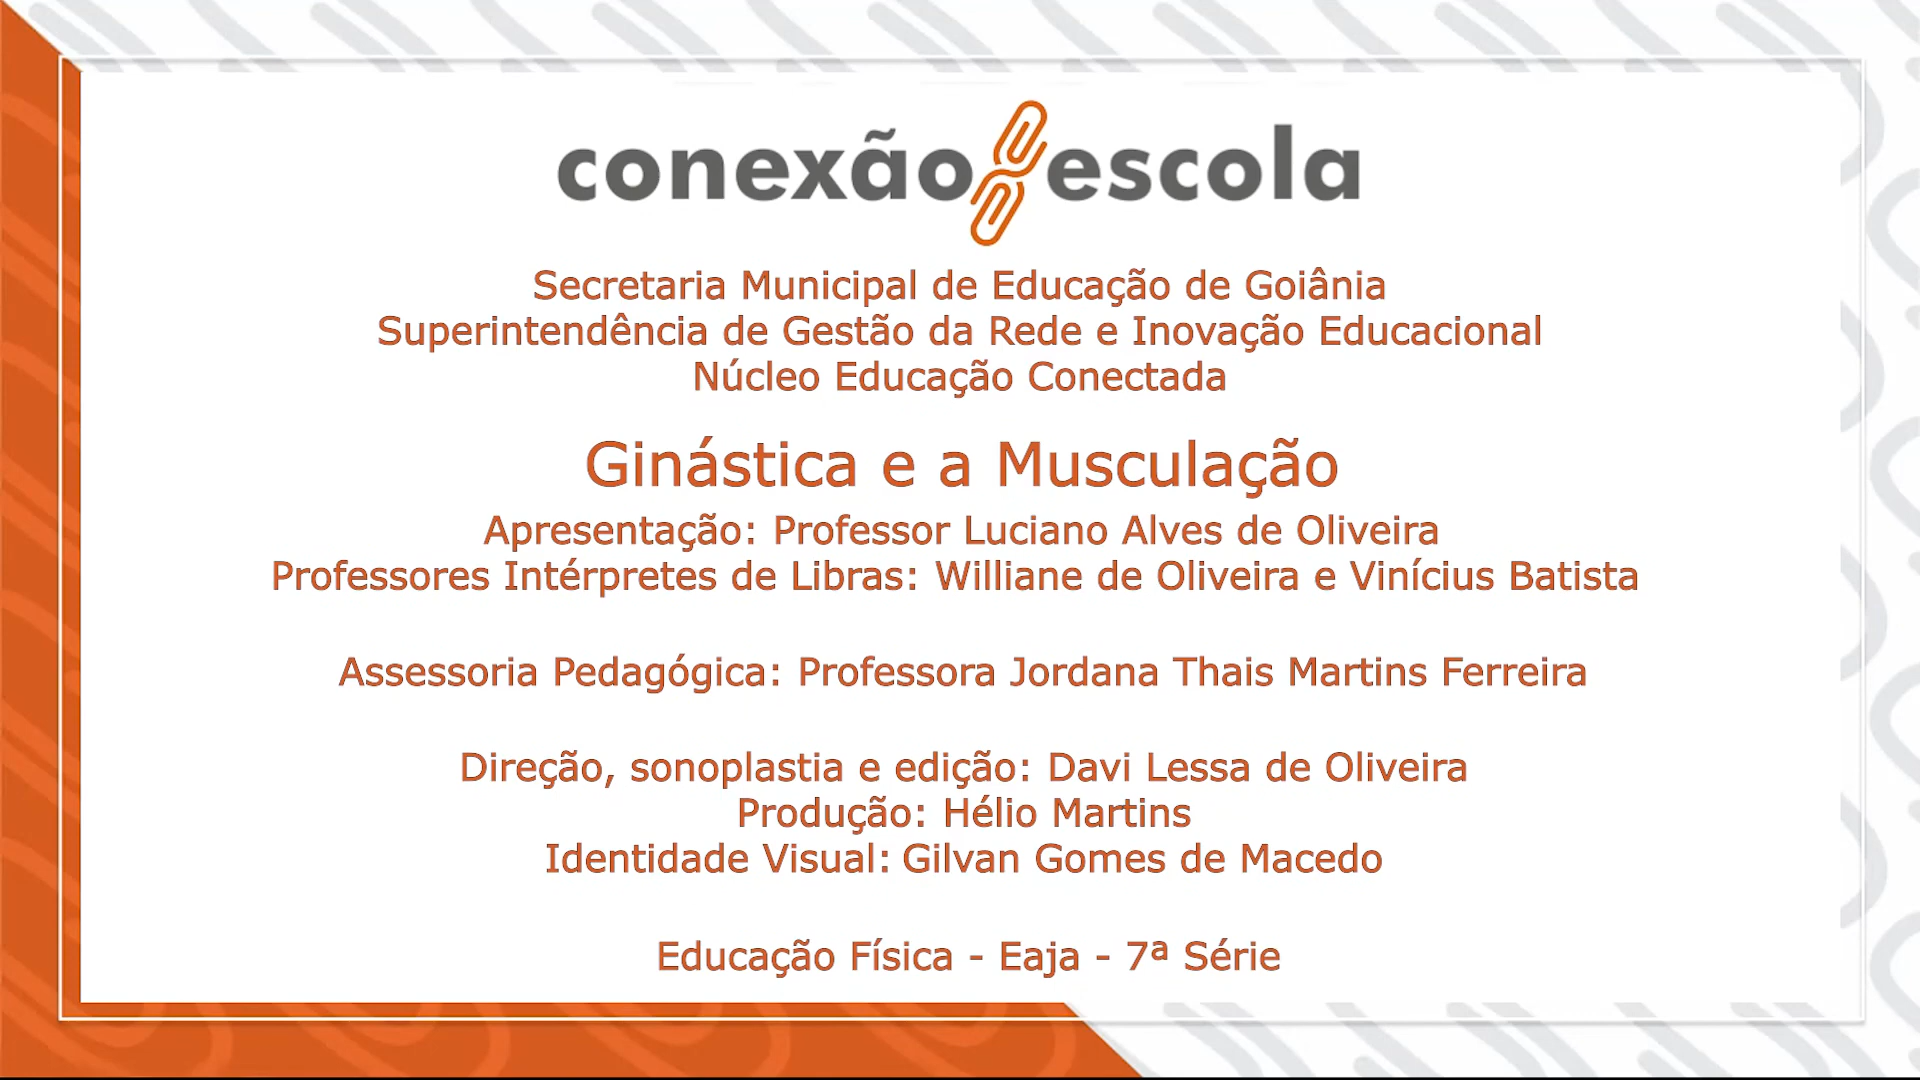 conexão escola
Secretaria Municipal de Educação de Goiânia
Superintendência de Gestão da Rede e Inovação Educacional
Núcleo Educação Conectada
Ginástica e a Musculação
Apresentação: Professor Luciano Alves de Oliveira
Professores Intérpretes de Libras: Williane de Oliveira e Vinícius Batista
Assessoria Pedagógica: Professora Jordana Thais Martins Ferreira
Direção, sonoplastia e edição: Davi Lessa de Oliveira
Produção: Hélio Martins
Identidade Visual: Gilvan Gomes de Macedo
Educação Física - Eaja - 7ª Série